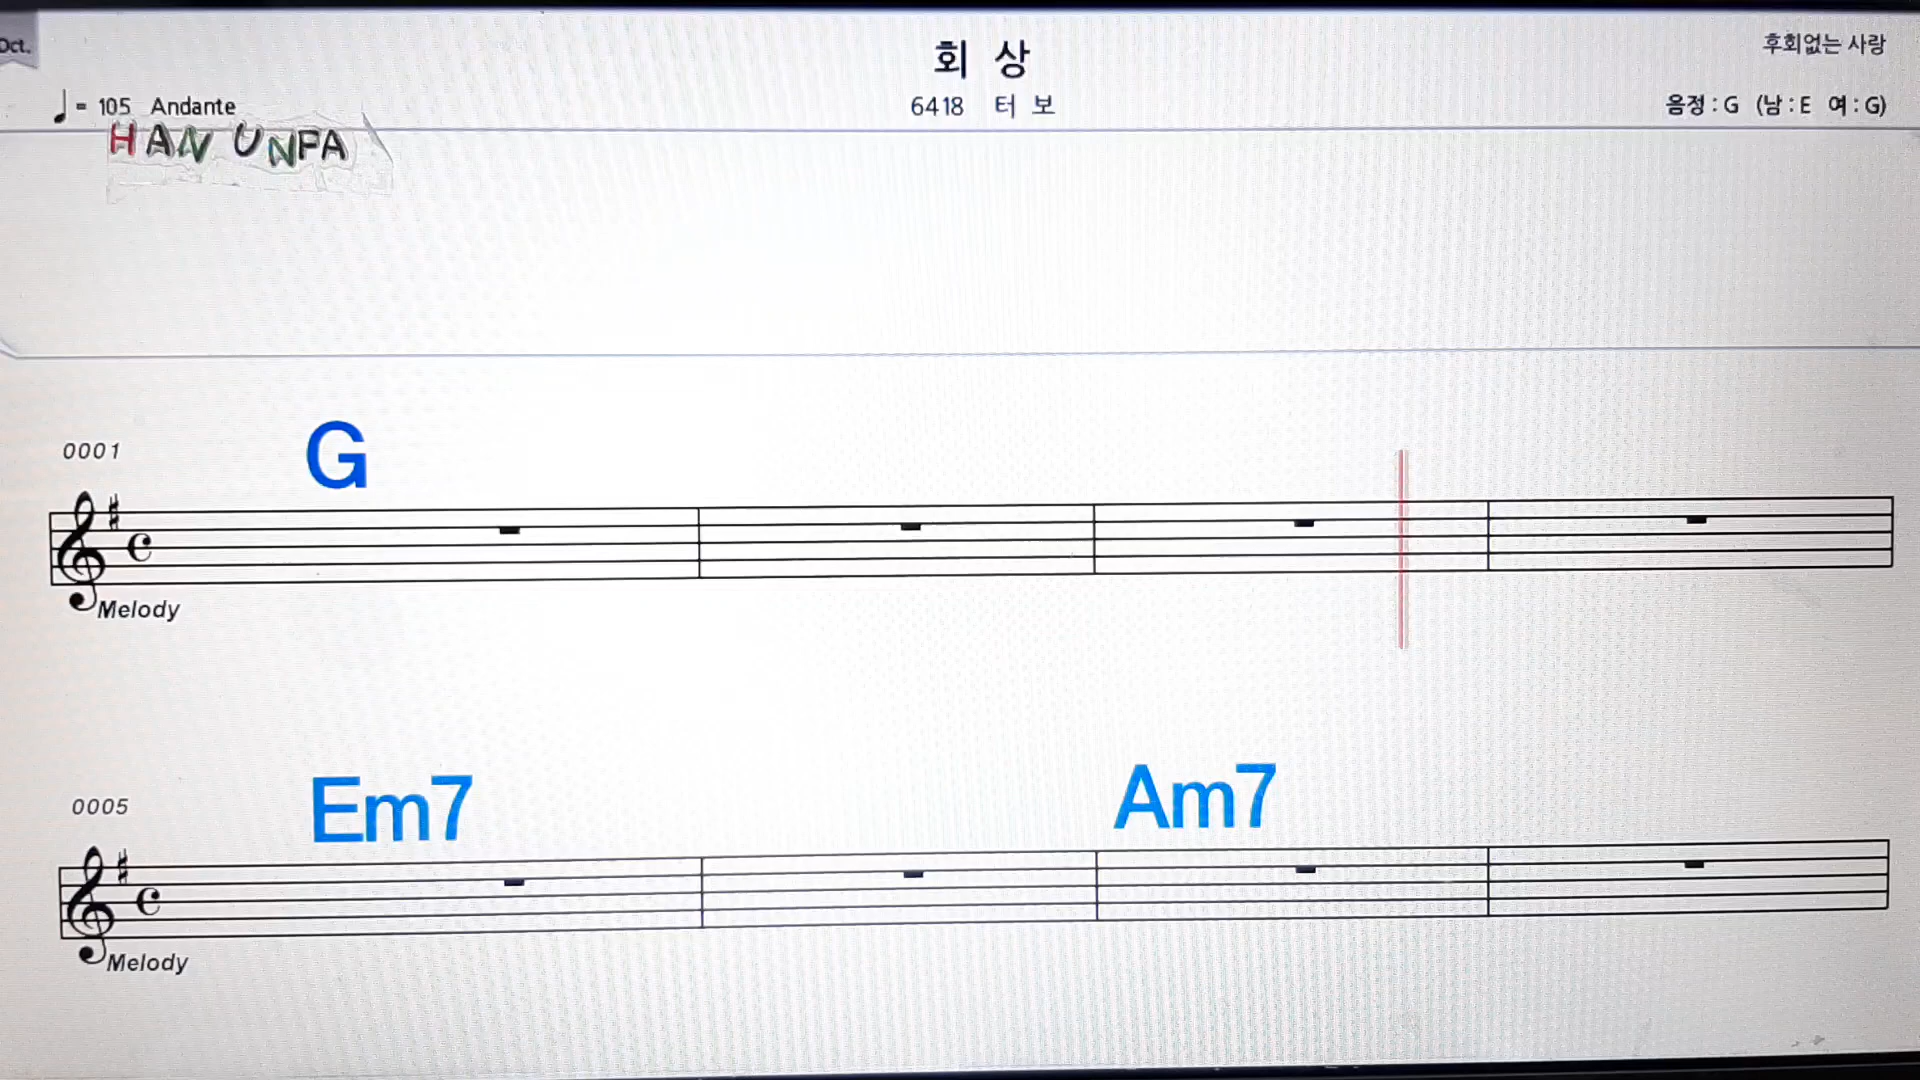 Oct.
회 상
후회없는 사랑
= 105 Andante
6418 터 보
음정 : G (남 : E 여 : G)
HAN UNPA
G
0001
Melody
Em7
Am7
0005
Melody